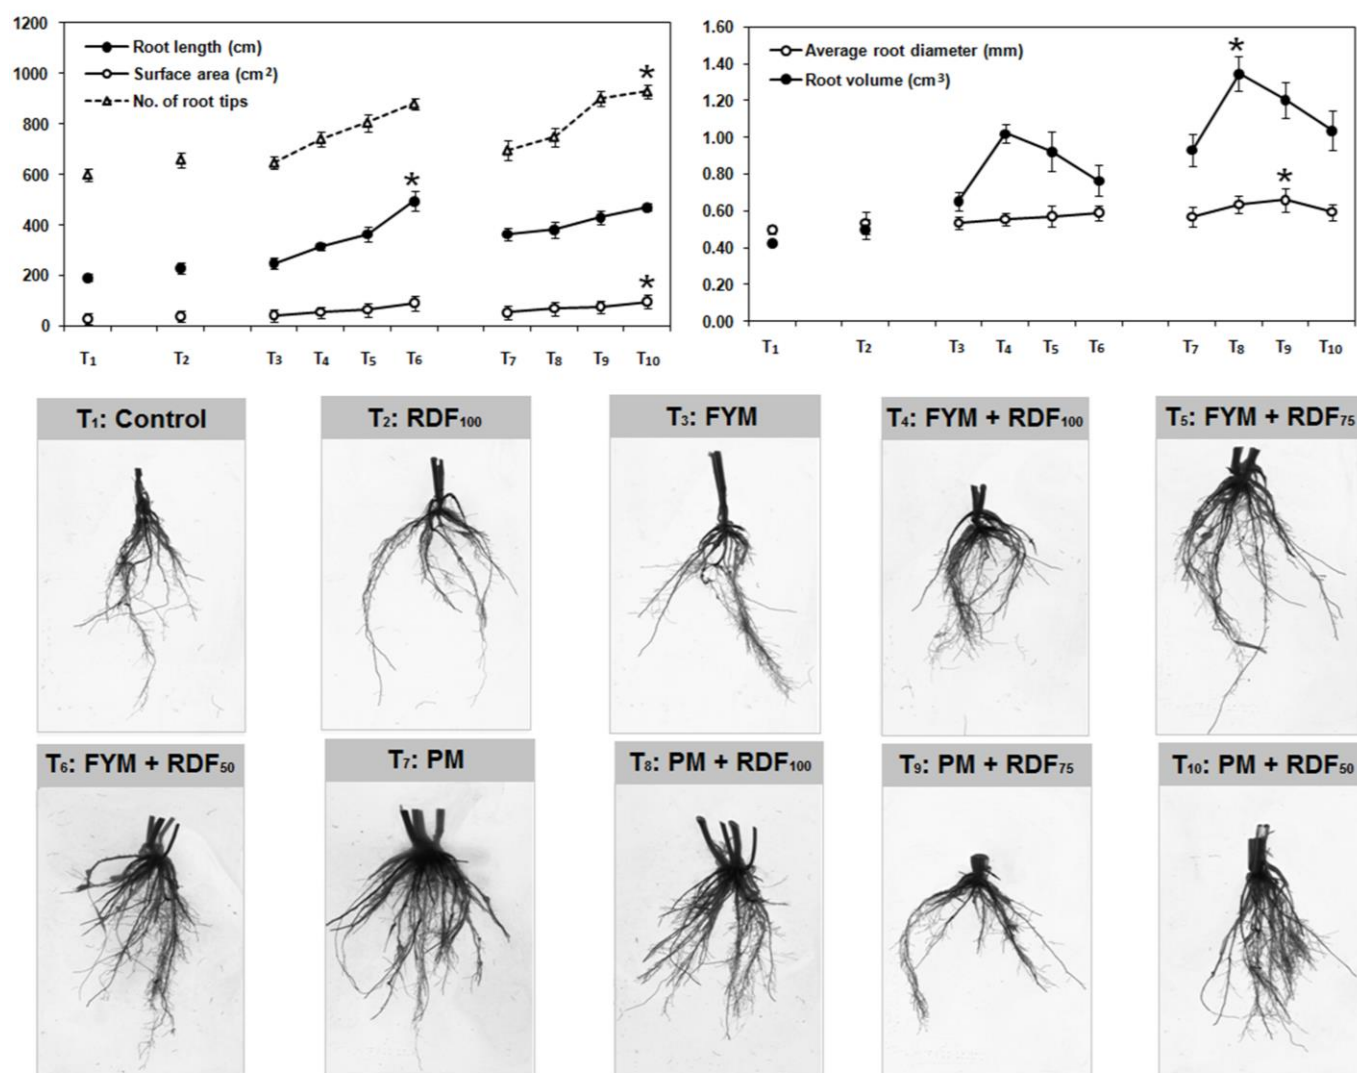 1200
1000
800
600
400
200
0
Root length (cm)
Surface area (cm²)
No. of root tips
*
*
*
T₁ T₂ T₃ T₄ T₅ T₆ T₇ T₈ T₉ T₁₀
1.60
1.40
1.20
1.00
0.80
0.60
0.40
0.20
0.00
Average root diameter (mm)
Root volume (cm³)
*
*
T₁ T₂ T₃ T₄ T₅ T₆ T₇ T₈ T₉ T₁₀
T₁: Control
T₂: RDF₁₀₀
T₃: FYM
T₄: FYM + RDF₁₀₀
T₅: FYM + RDF₇₅
T₆: FYM + RDF₅₀
T₇: PM
T₈: PM + RDF₁₀₀
T₉: PM + RDF₇₅
T₁₀: PM + RDF₅₀